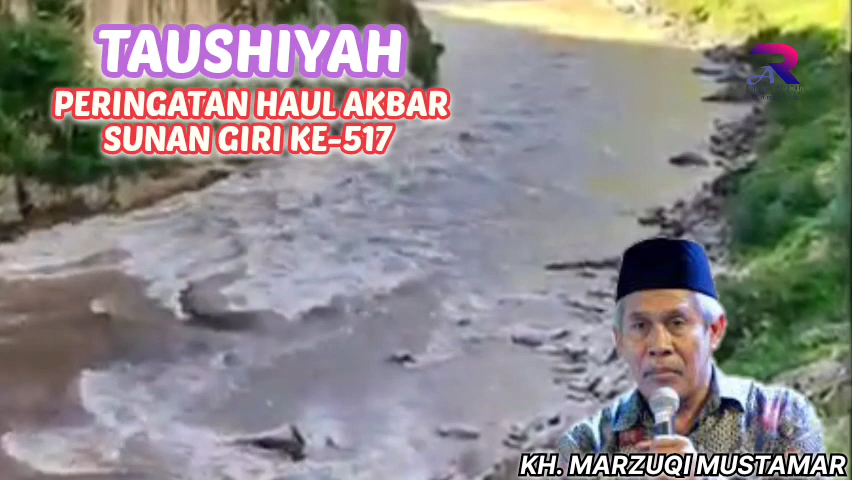 TAUSHIYAH
PERINGATAN HAUL AKBAR
SUNAN GIRI KE-517
KH. MARZUQI MUSTAMAR